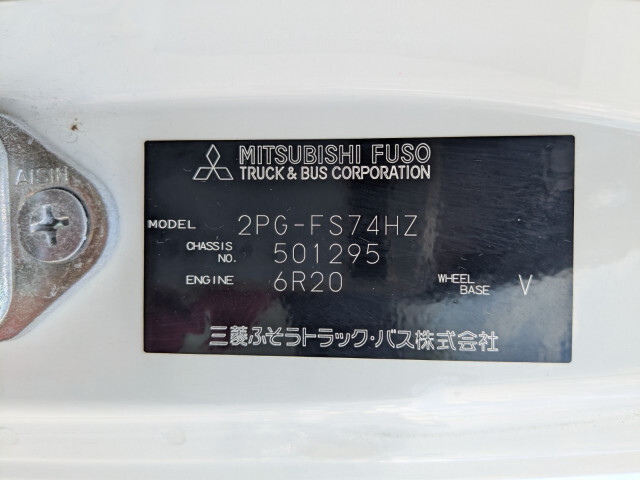 AISIN
MITSUBISHI FUSO
TRUCK & BUS CORPORATION
MODEL 2PG-FS74HZ
CHASSIS NO. 501295
ENGINE 6R20 WHEEL BASE V
三菱ふそうトラック・バス株式会社